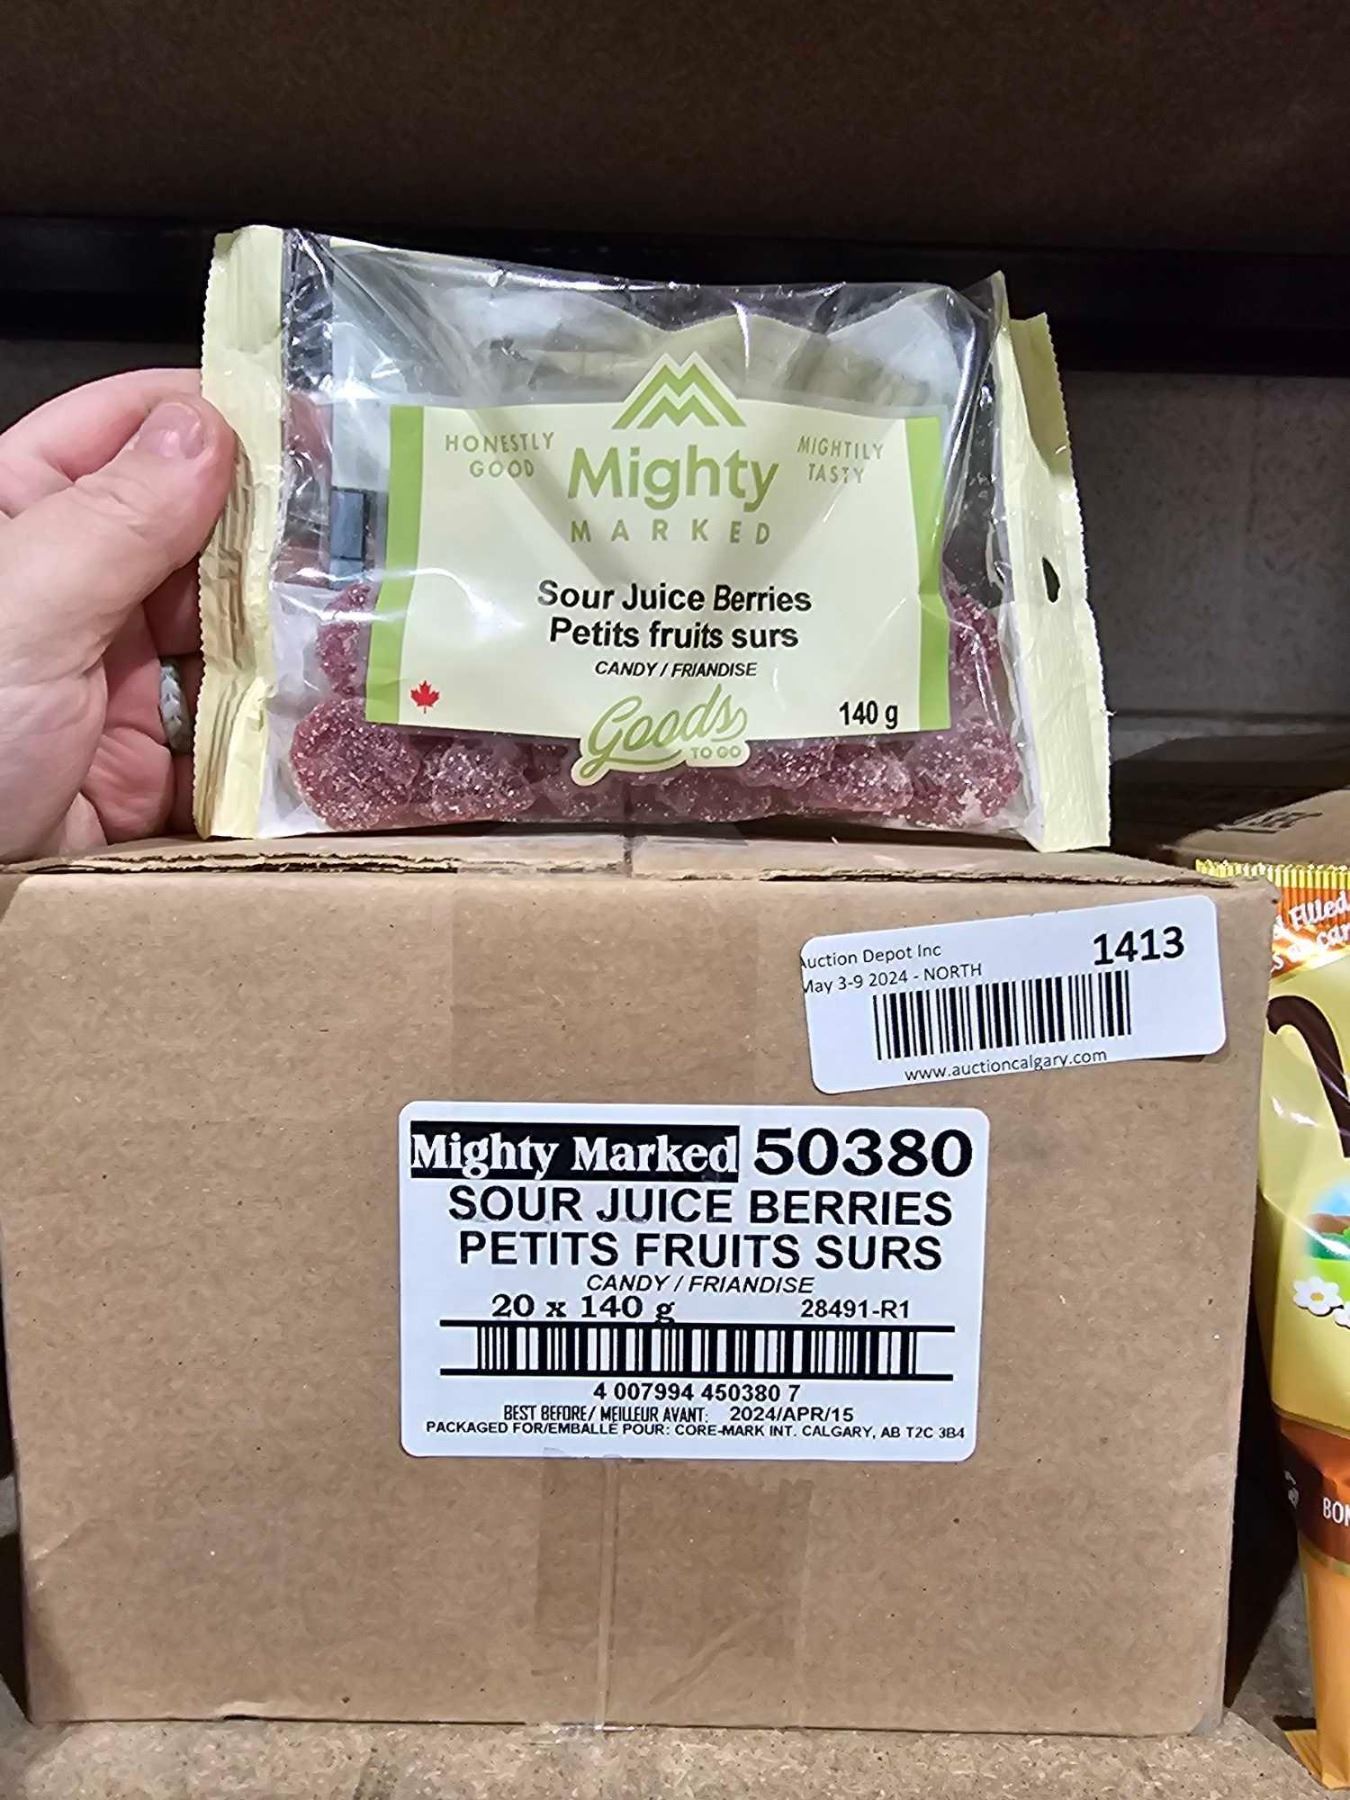 HONESTLY
GOOD
Mighty
MARKED
MIGHTILY
TASTY
Sour Juice Berries
Petits fruits surs
CANDY / FRIANDISE
Goods
TO GO
140 g
Auction Depot Inc
May 3-9 2024 - NORTH
1413
www.auctioncalgary.com
Mighty Marked 50380
SOUR JUICE BERRIES
PETITS FRUITS SURS
CANDY / FRIANDISE
20 x 140 g 28491-R1
4 007994 450380 7
BEST BEFORE/ MEILLEUR AVANT: 2024/APR/15
PACKAGED FOR/EMBALLÉ POUR: CORE-MARK INT. CALGARY, AB T2C 3B4
Filled